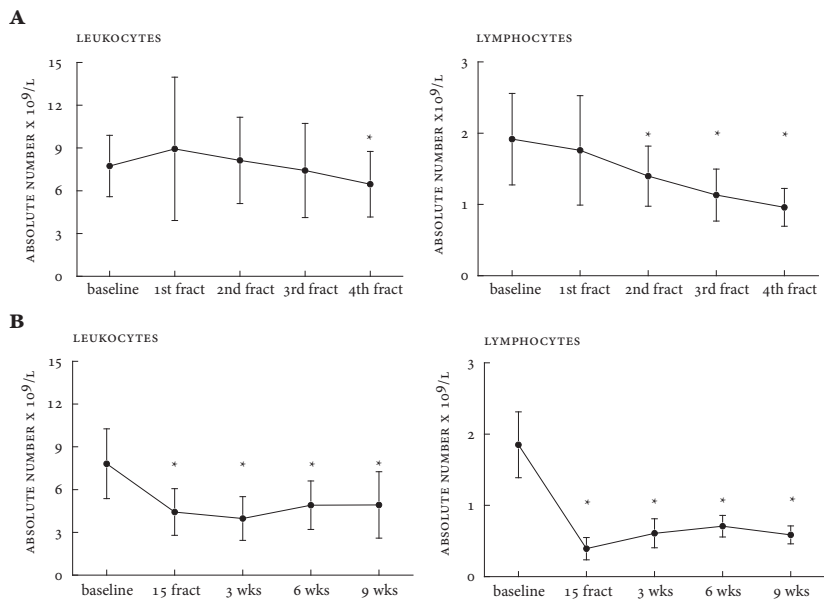 A
LEUKOCYTES
ABSOLUTE NUMBER X 10⁹/L
15
12
9
6
3
0
* 
baseline 1st fract 2nd fract 3rd fract 4th fract
LYMPHOCYTES
ABSOLUTE NUMBER X 10⁹/L
3
2
1
0
* * *
baseline 1st fract 2nd fract 3rd fract 4th fract
B
LEUKOCYTES
ABSOLUTE NUMBER X 10⁹/L
15
12
9
6
3
0
* * * *
baseline 15 fract 3 wks 6 wks 9 wks
LYMPHOCYTES
ABSOLUTE NUMBER X 10⁹/L
3
2
1
0
* * * *
baseline 15 fract 3 wks 6 wks 9 wks